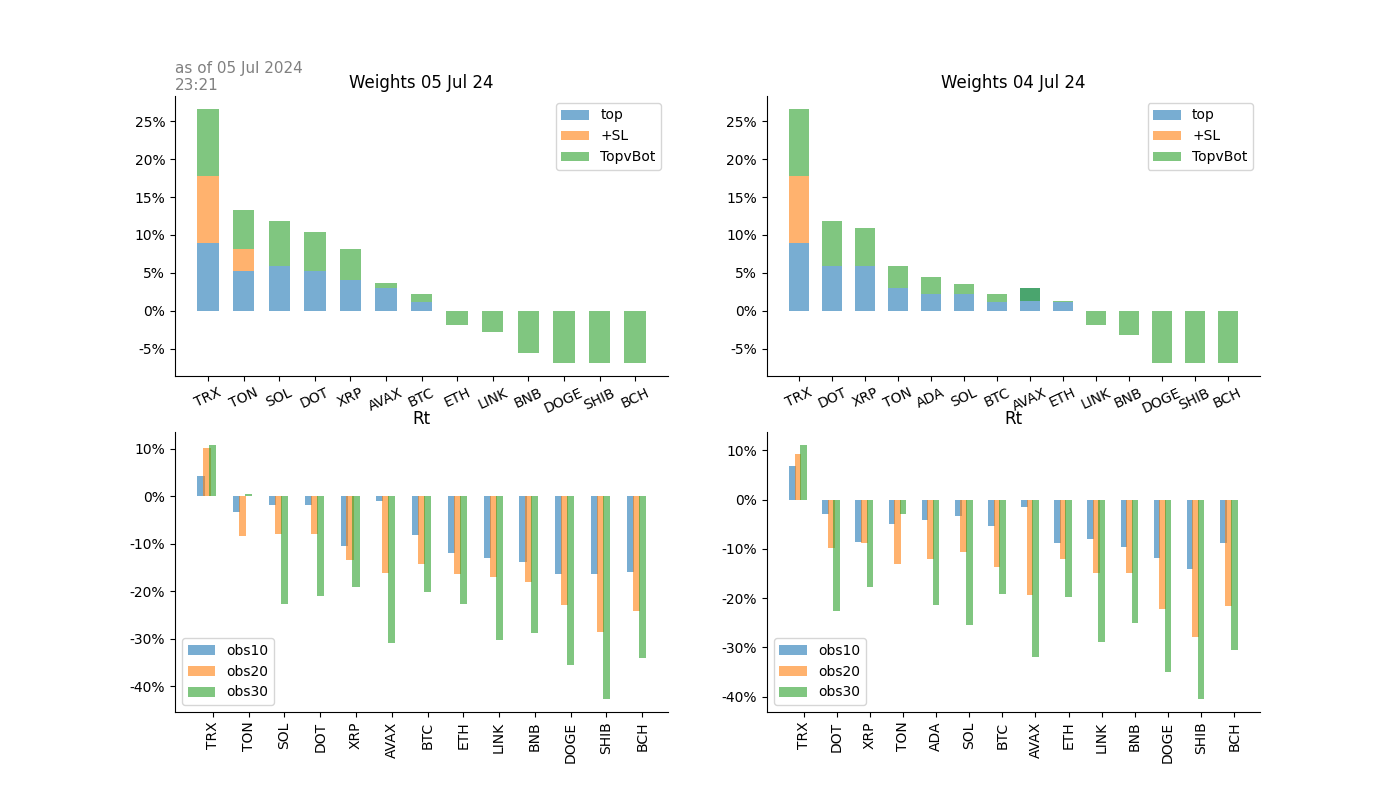 as of 05 Jul 2024
23:21
Weights 05 Jul 24
25%
20%
15%
10%
5%
0%
-5%
top
+SL
TopvBot
TRX TON SOL DOT XRP AVAX BTC ETH LINK BNB DOGE SHIB BCH
Weights 04 Jul 24
25%
20%
15%
10%
5%
0%
-5%
top
+SL
TopvBot
TRX DOT XRP TON ADA SOL BTC AVAX ETH LINK BNB DOGE SHIB BCH
Rt
10%
0%
-10%
-20%
-30%
-40%
obs10
obs20
obs30
TRX TON SOL DOT XRP AVAX BTC ETH LINK BNB DOGE SHIB BCH
Rt
10%
0%
-10%
-20%
-30%
-40%
obs10
obs20
obs30
TRX DOT XRP TON ADA SOL BTC AVAX ETH LINK BNB DOGE SHIB BCH